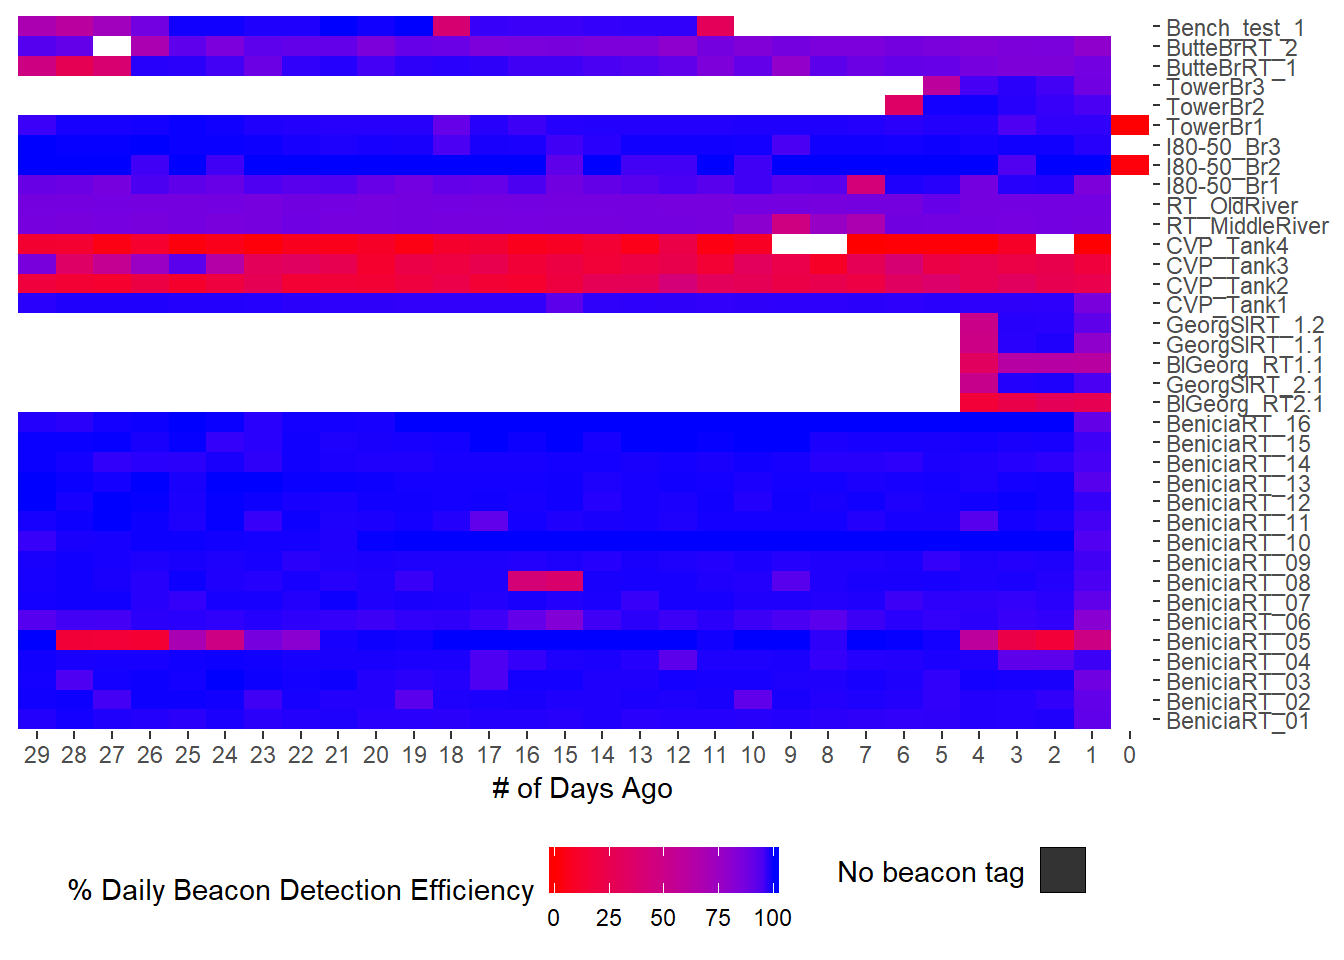 Bench_test_1
ButteBrRT_2
ButteBrRT_1
TowerBr3
TowerBr2
TowerBr1
I80-50_Br3
I80-50_Br2
I80-50_Br1
RT_OldRiver
RT_MiddleRiver
CVP_Tank4
CVP_Tank3
CVP_Tank2
CVP_Tank1
GeorgSlRT_1.2
GeorgSlRT_1.1
BlGeorg_RT1.1
GeorgSlRT_2.1
BlGeorg_RT2.1
BeniciaRT_16
BeniciaRT_15
BeniciaRT_14
BeniciaRT_13
BeniciaRT_12
BeniciaRT_11
BeniciaRT_10
BeniciaRT_09
BeniciaRT_08
BeniciaRT_07
BeniciaRT_06
BeniciaRT_05
BeniciaRT_04
BeniciaRT_03
BeniciaRT_02
BeniciaRT_01
29 28 27 26 25 24 23 22 21 20 19 18 17 16 15 14 13 12 11 10 9 8 7 6 5 4 3 2 1 0
# of Days Ago
% Daily Beacon Detection Efficiency
0 25 50 75 100
No beacon tag